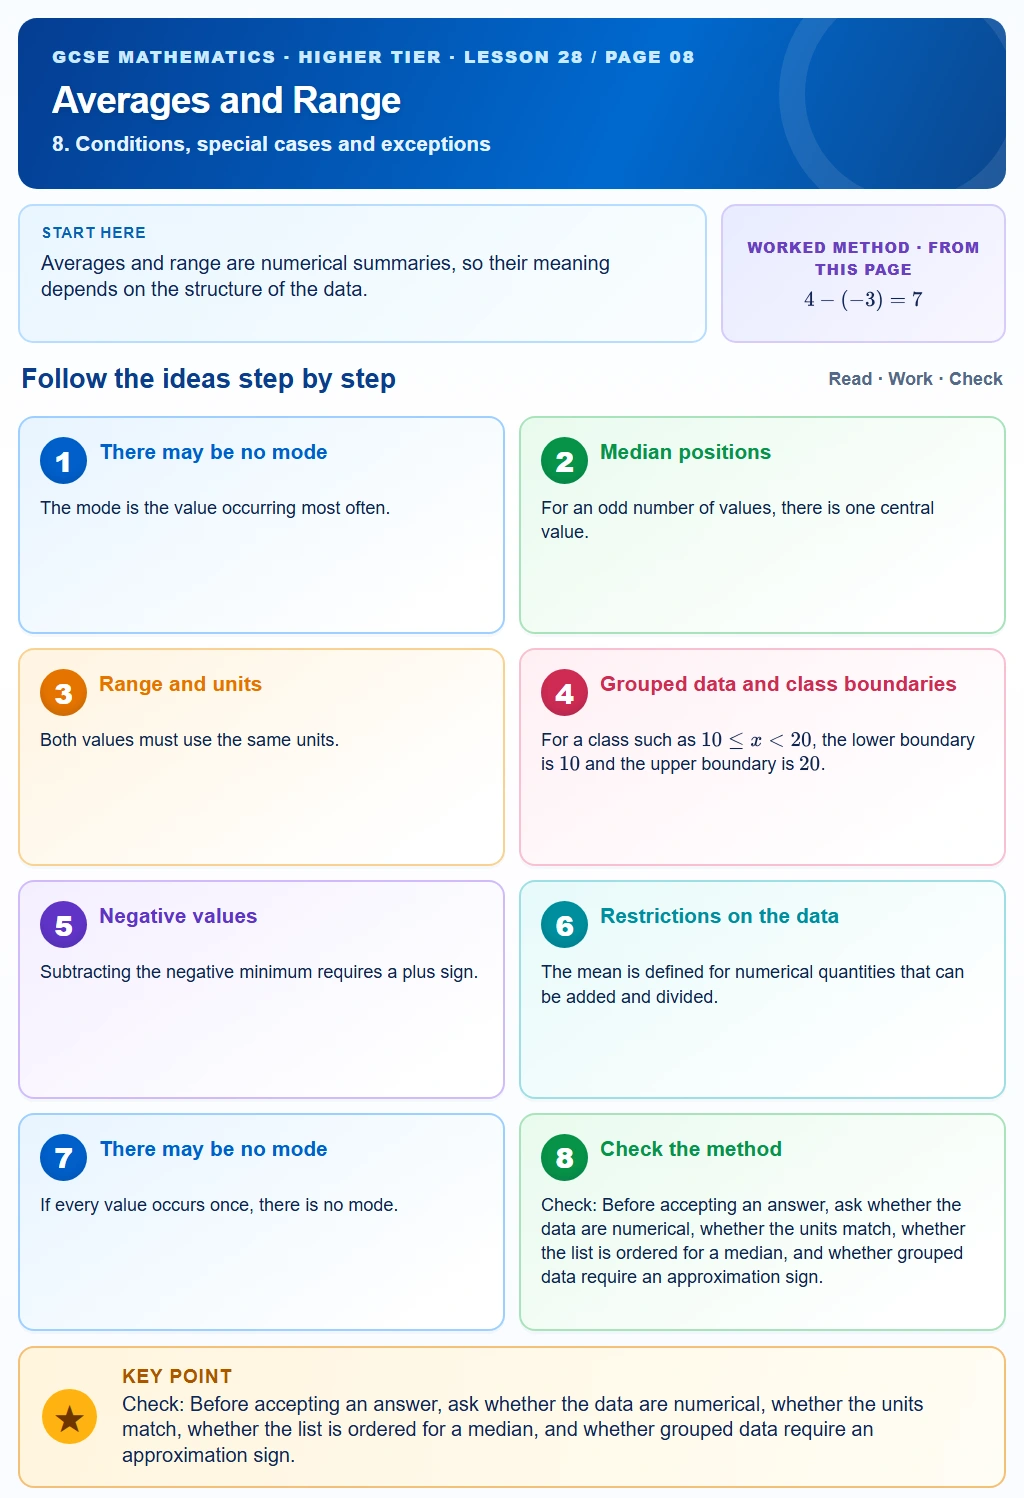 GCSE MATHEMATICS · HIGHER TIER · LESSON 28 / PAGE 08
Averages and Range
8. Conditions, special cases and exceptions
START HERE
Averages and range are numerical summaries, so their meaning
depends on the structure of the data.
WORKED METHOD · FROM
THIS PAGE
4 − (−3) = 7
Follow the ideas step by step
Read · Work · Check
1
There may be no mode
The mode is the value occurring most often.
2
Median positions
For an odd number of values, there is one central
value.
3
Range and units
Both values must use the same units.
4
Grouped data and class boundaries
For a class such as 10 ≤ x < 20, the lower boundary
is 10 and the upper boundary is 20.
5
Negative values
Subtracting the negative minimum requires a plus sign.
6
Restrictions on the data
The mean is defined for numerical quantities that can
be added and divided.
7
There may be no mode
If every value occurs once, there is no mode.
8
Check the method
Check: Before accepting an answer, ask whether the
data are numerical, whether the units match, whether
the list is ordered for a median, and whether grouped
data require an approximation sign.
KEY POINT
Check: Before accepting an answer, ask whether the data are numerical, whether the units
match, whether the list is ordered for a median, and whether grouped data require an
approximation sign.